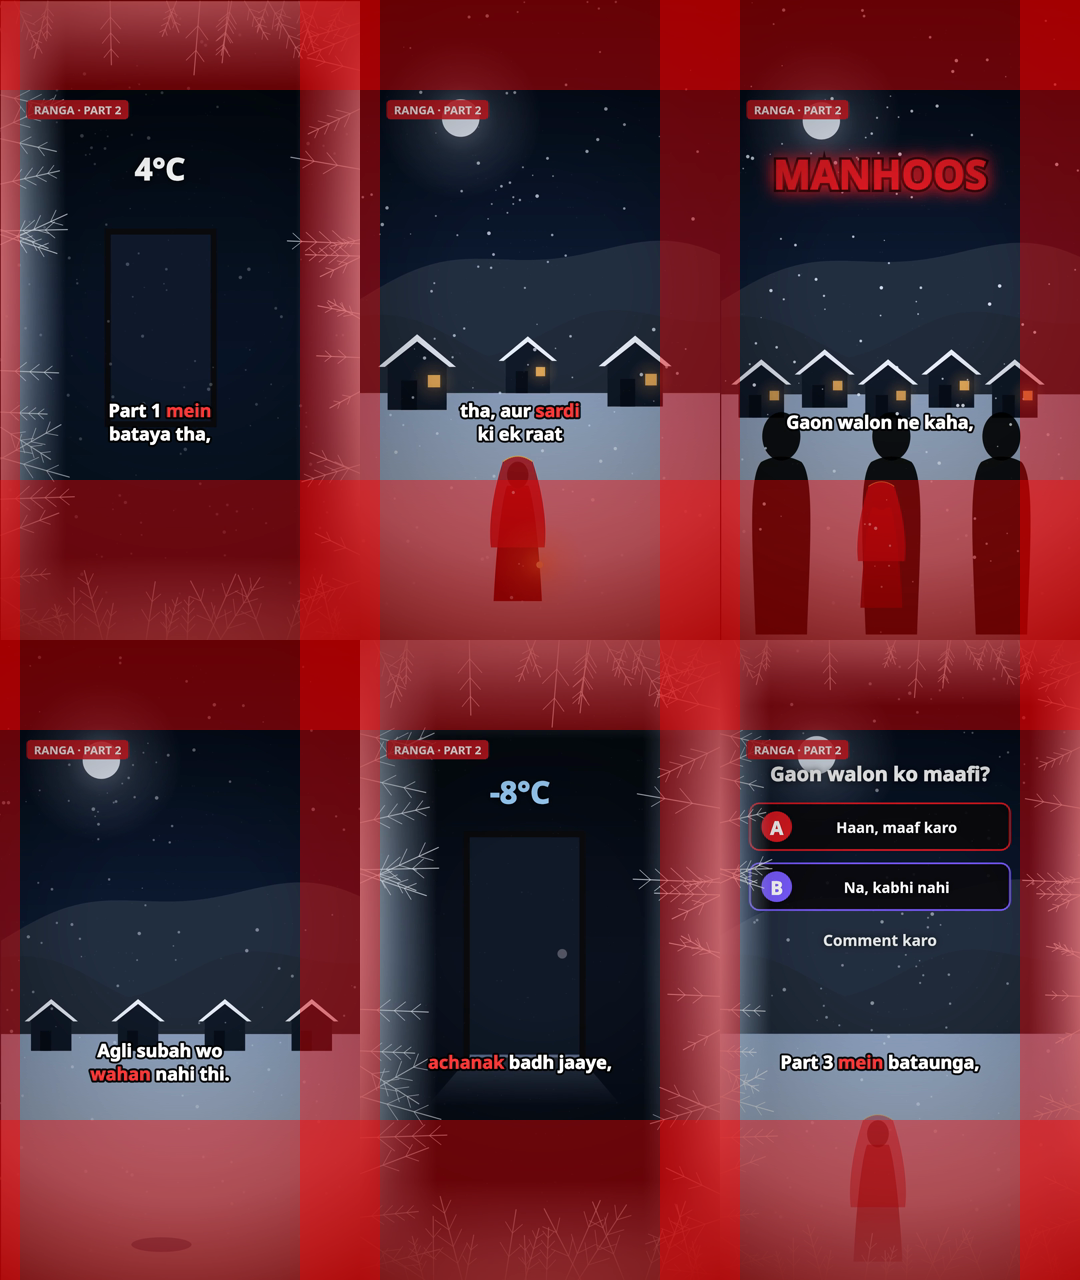 RANGA · PART 2
4°C
Part 1 mein
bataya tha,
RANGA · PART 2
tha, aur sardi
ki ek raat
RANGA · PART 2
MANHOOS
Gaon walon ne kaha,
RANGA · PART 2
Agli subah wo
wahan nahi thi.
RANGA · PART 2
-8°C
achanak badh jaaye,
RANGA · PART 2
Gaon walon ko maafi?
A Haan, maaf karo
B Na, kabhi nahi
Comment karo
Part 3 mein bataunga,